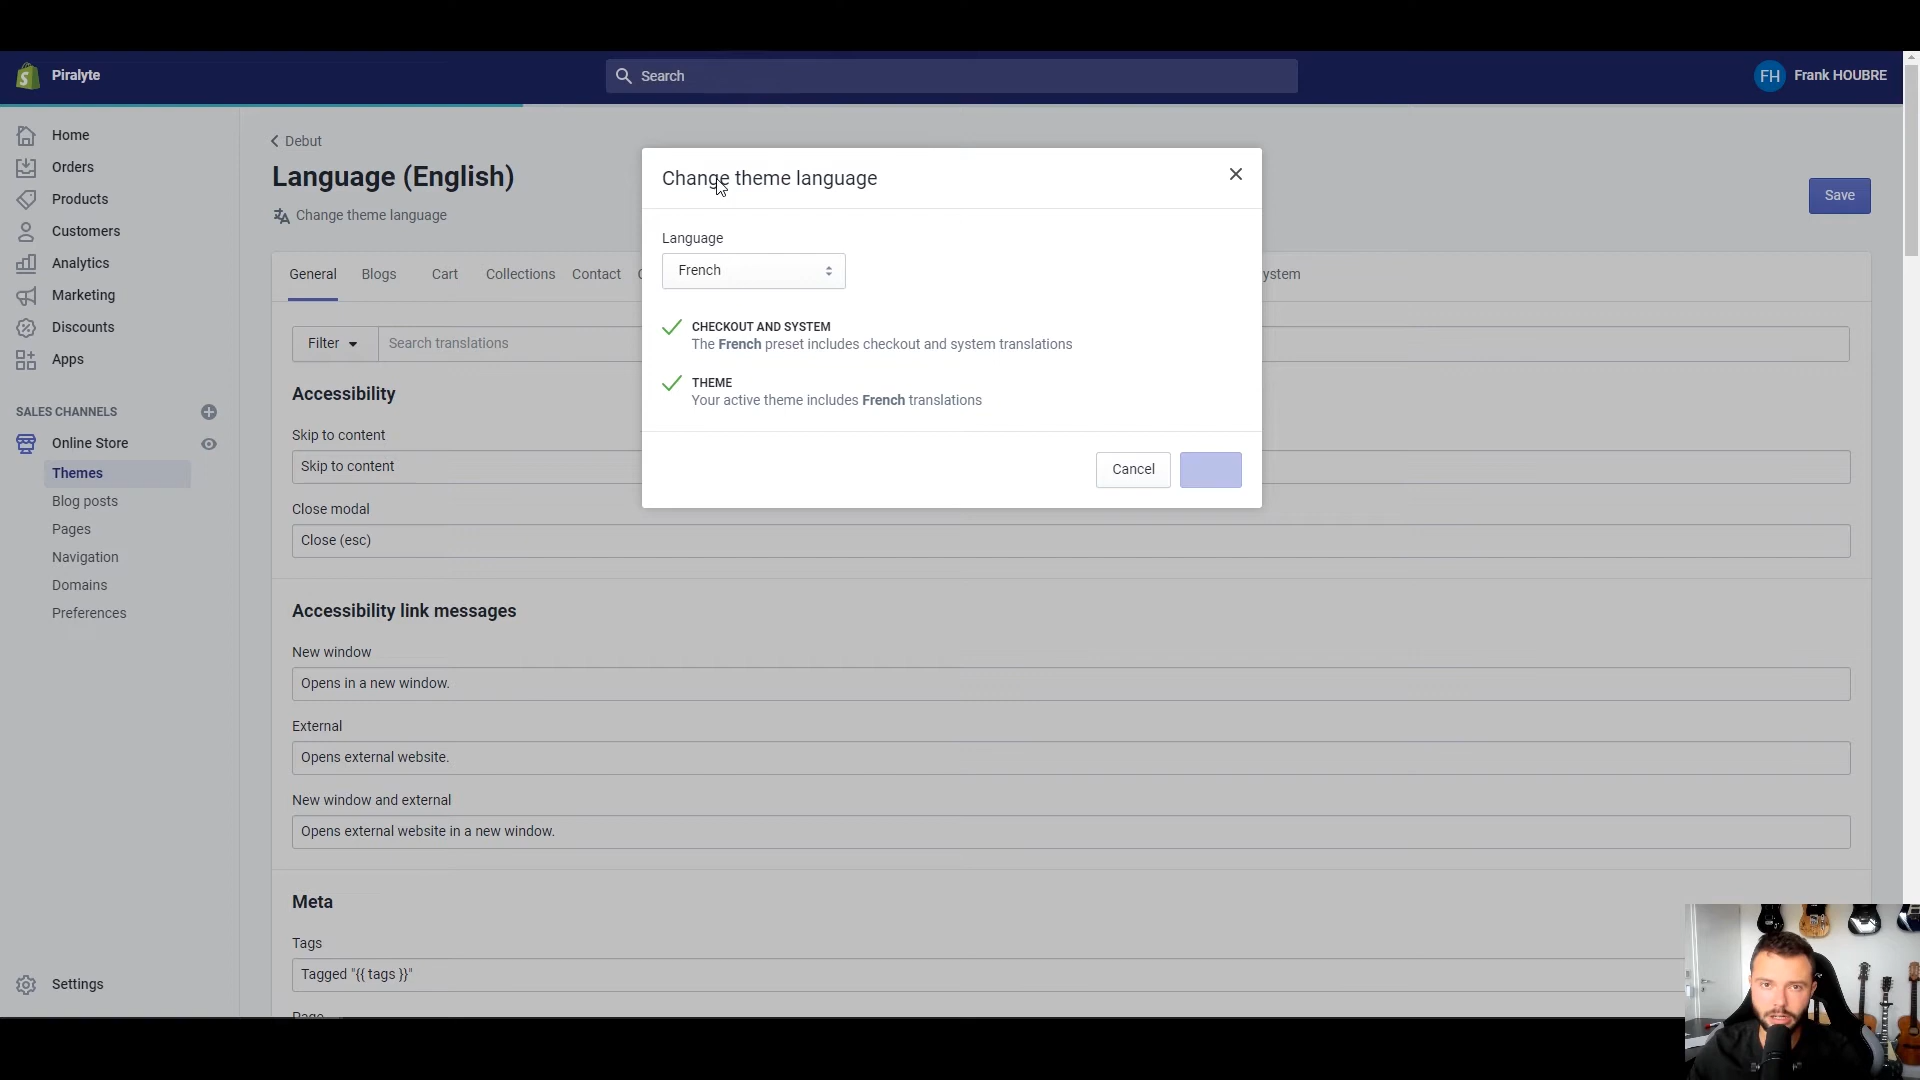 Piralyte
Search
FH Frank HOUBRE
Home
Orders
Products
Customers
Analytics
Marketing
Discounts
Apps
SALES CHANNELS
Online Store
Themes
Blog posts
Pages
Navigation
Domains
Preferences
Settings
Debut
Language (English)
Change theme language
Save
General Blogs Cart Collections Contact
Filter Search translations
Accessibility
Skip to content
Skip to content
Close modal
Close (esc)
Accessibility link messages
New window
Opens in a new window.
External
Opens external website.
New window and external
Opens external website in a new window.
Meta
Tags
Tagged "{{ tags }}"
Page
Change theme language
Language
French
CHECKOUT AND SYSTEM
The French preset includes checkout and system translations
THEME
Your active theme includes French translations
Cancel